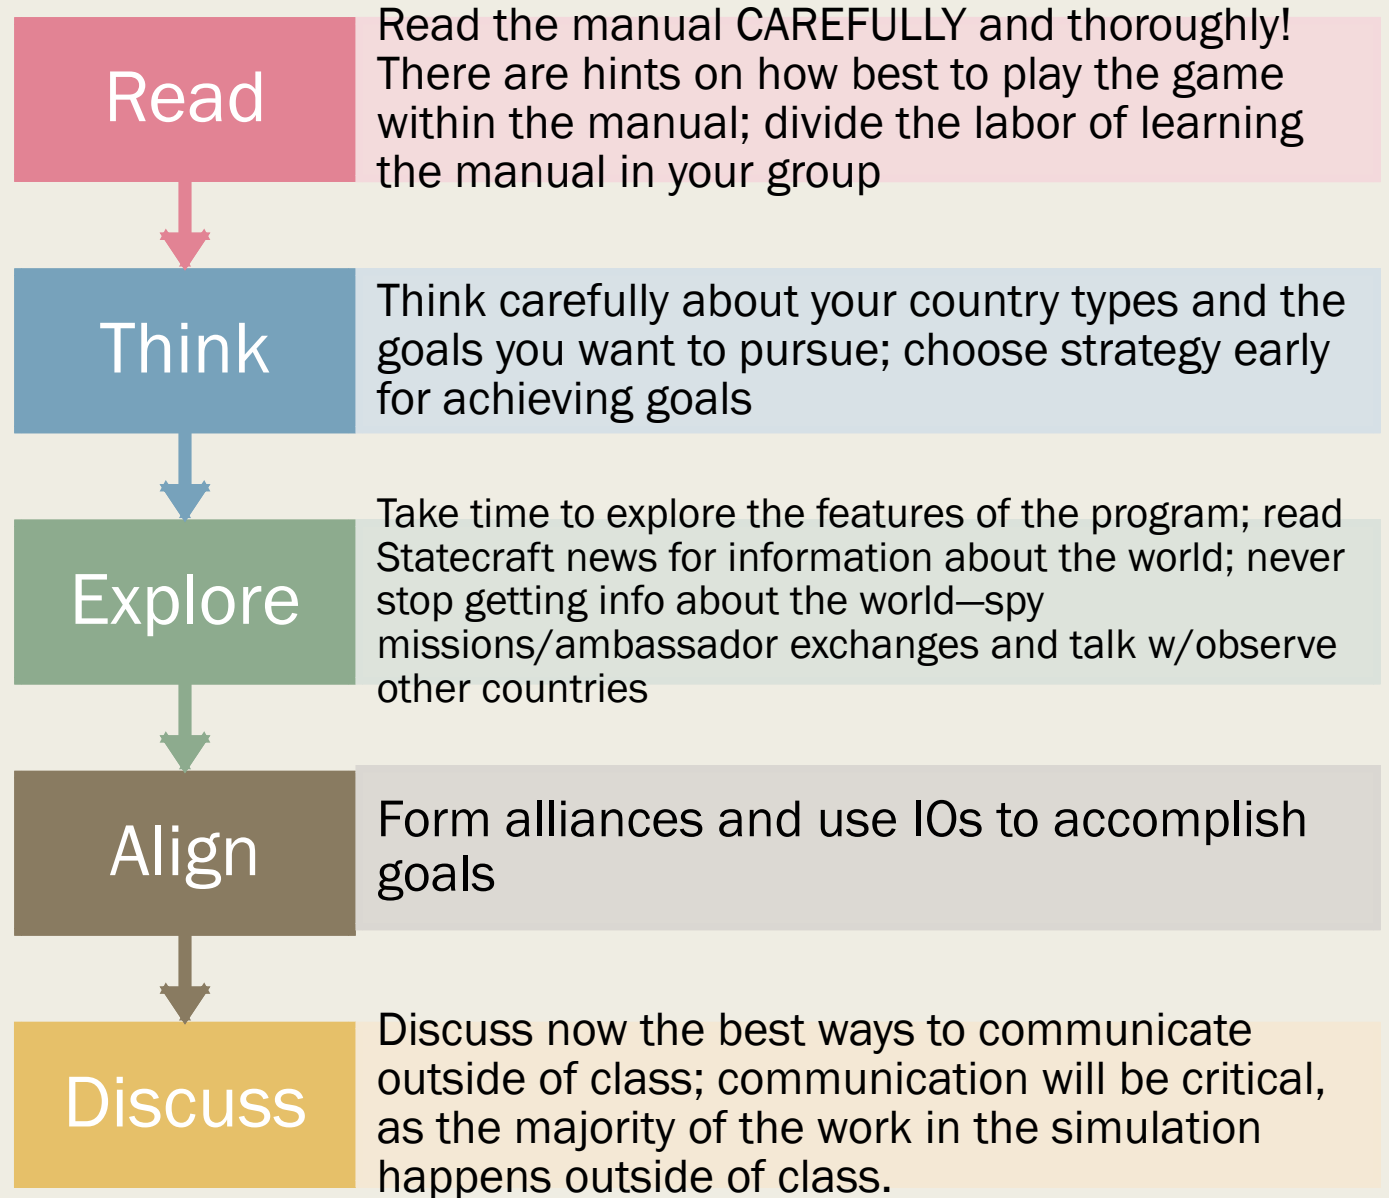 Read
Read the manual CAREFULLY and thoroughly!
There are hints on how best to play the game
within the manual; divide the labor of learning
the manual in your group
Think
Think carefully about your country types and the
goals you want to pursue; choose strategy early
for achieving goals
Explore
Take time to explore the features of the program; read
Statecraft news for information about the world; never
stop getting info about the world—spy
missions/ambassador exchanges and talk w/observe
other countries
Align
Form alliances and use IOs to accomplish
goals
Discuss
Discuss now the best ways to communicate
outside of class; communication will be critical,
as the majority of the work in the simulation
happens outside of class.